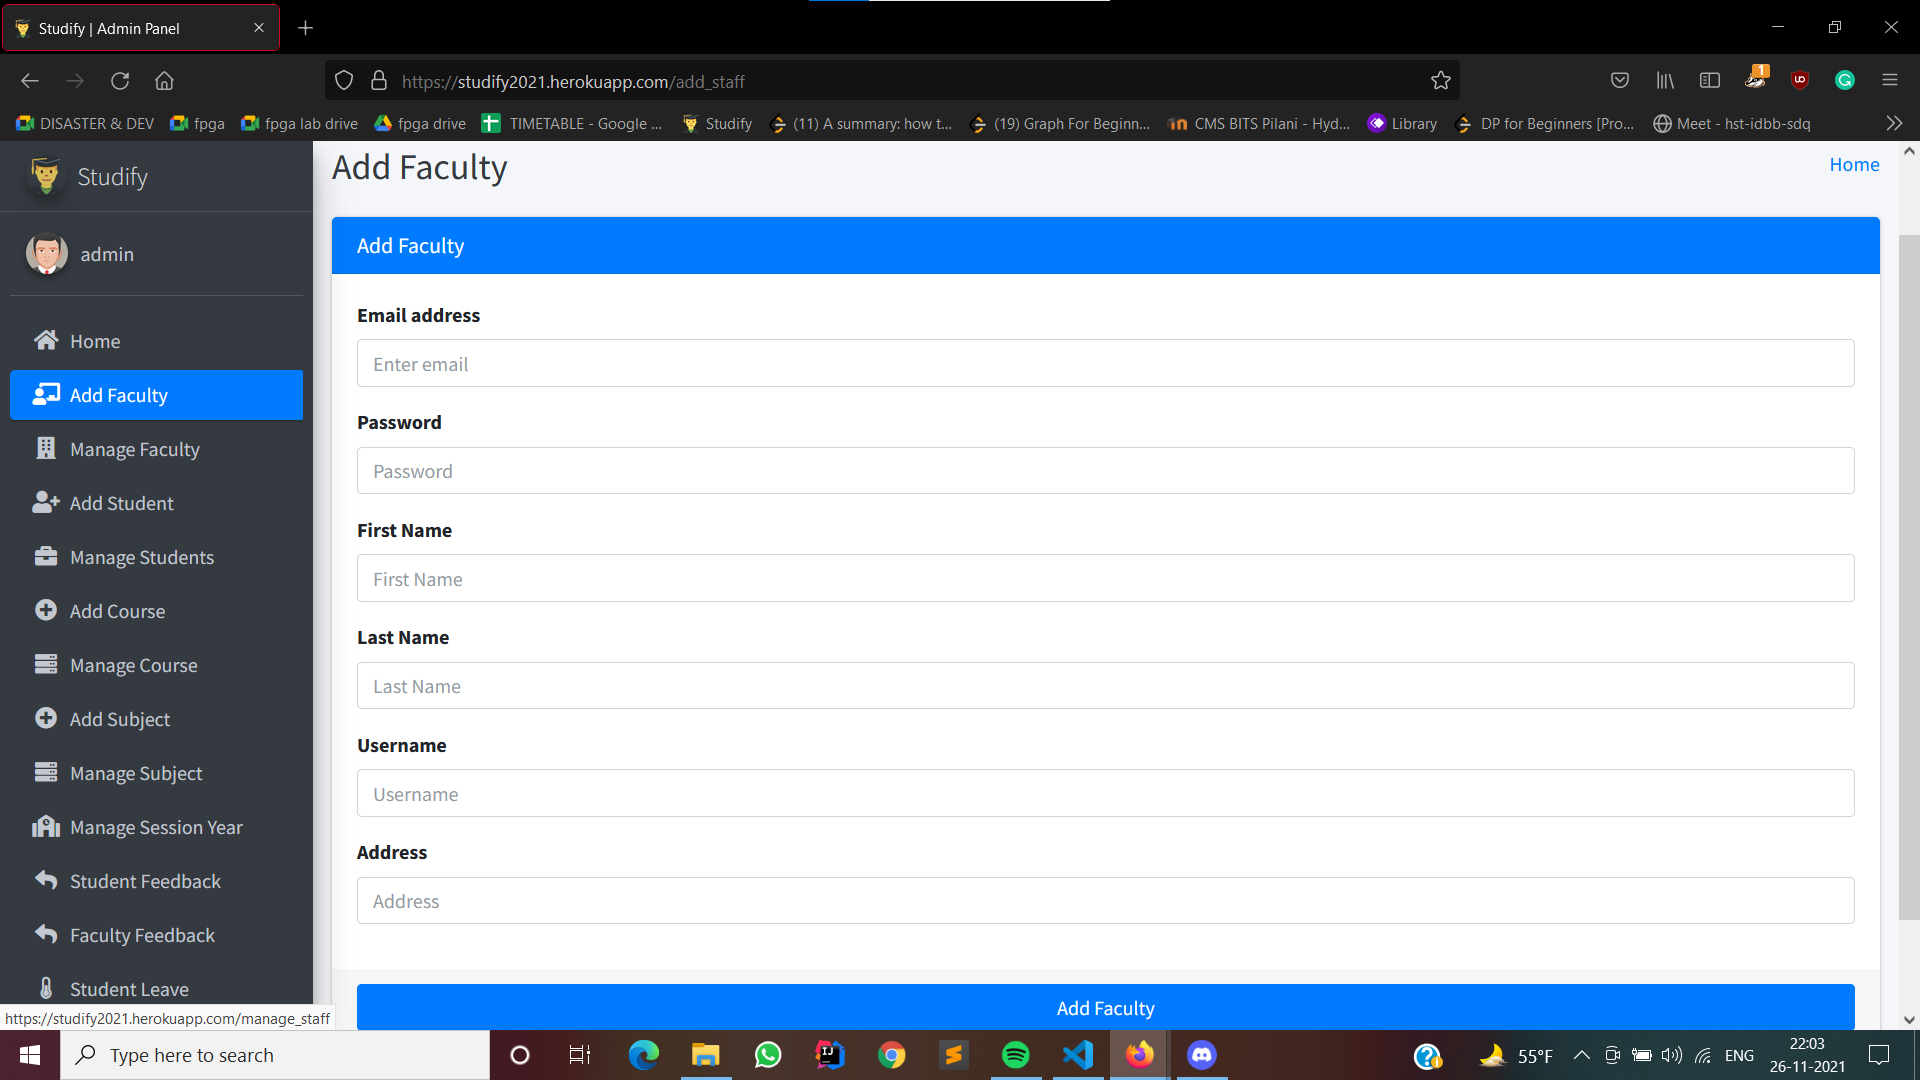 Studify | Admin Panel
https://studify2021.herokuapp.com/add_staff
1
DISASTER & DEV
fpga
fpga lab drive
fpga drive
TIMETABLE - Google ...
Studify
(11) A summary: how t...
(19) Graph For Beginn...
CMS BITS Pilani - Hyd...
Library
DP for Beginners [Pro...
Meet - hst-idbb-sdq
Studify
admin
Home
Add Faculty
Manage Faculty
Add Student
Manage Students
Add Course
Manage Course
Add Subject
Manage Subject
Manage Session Year
Student Feedback
Faculty Feedback
Student Leave
Add Faculty
Home
Add Faculty
Email address
Enter email
Password
Password
First Name
First Name
Last Name
Last Name
Username
Username
Address
Address
Add Faculty
https://studify2021.herokuapp.com/manage_staff
Type here to search
55°F
ENG
22:03
26-11-2021